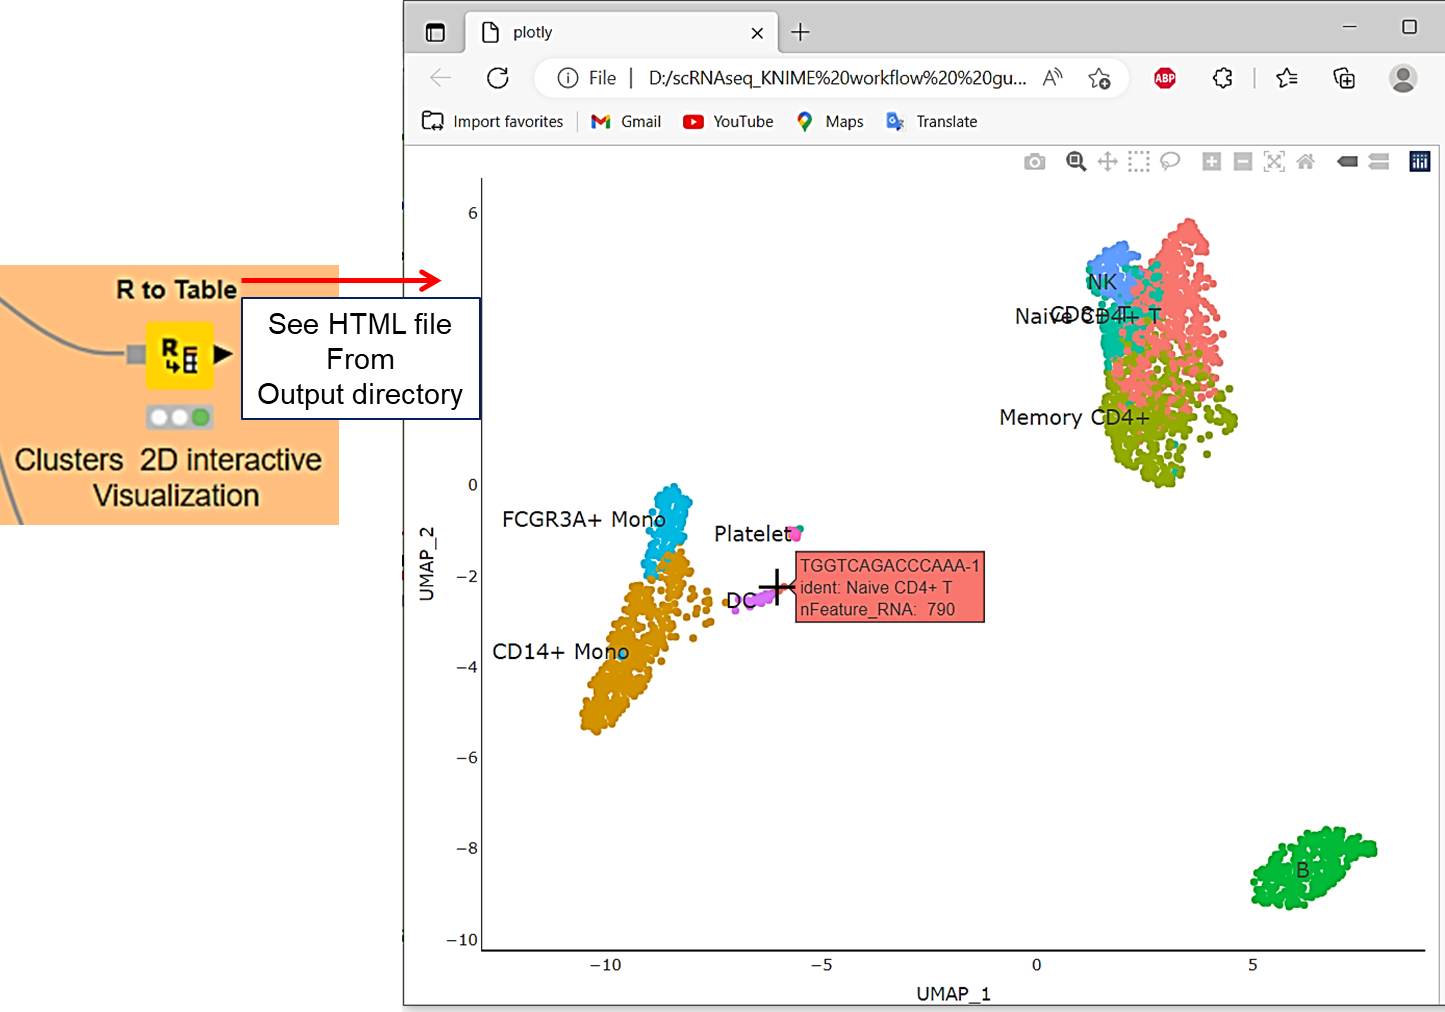 plotly
File
D:/scRNAseq_KNIME%20workflow%20%20gu...
A
ABP
Import favorites
Gmail
YouTube
Maps
Translate
R to Table
R
Clusters 2D interactive
Visualization
See HTML file
From
Output directory
6
0
−2
−4
−6
−8
−10
UMAP_2
NK
Naive CD4+ T
CD8+ T
Memory CD4+
FCGR3A+ Mono
Platelet
DC
CD14+ Mono
B
TGGTCAGACCCAAA-1
ident: Naive CD4+ T
nFeature_RNA: 790
−10
−5
0
5
UMAP_1